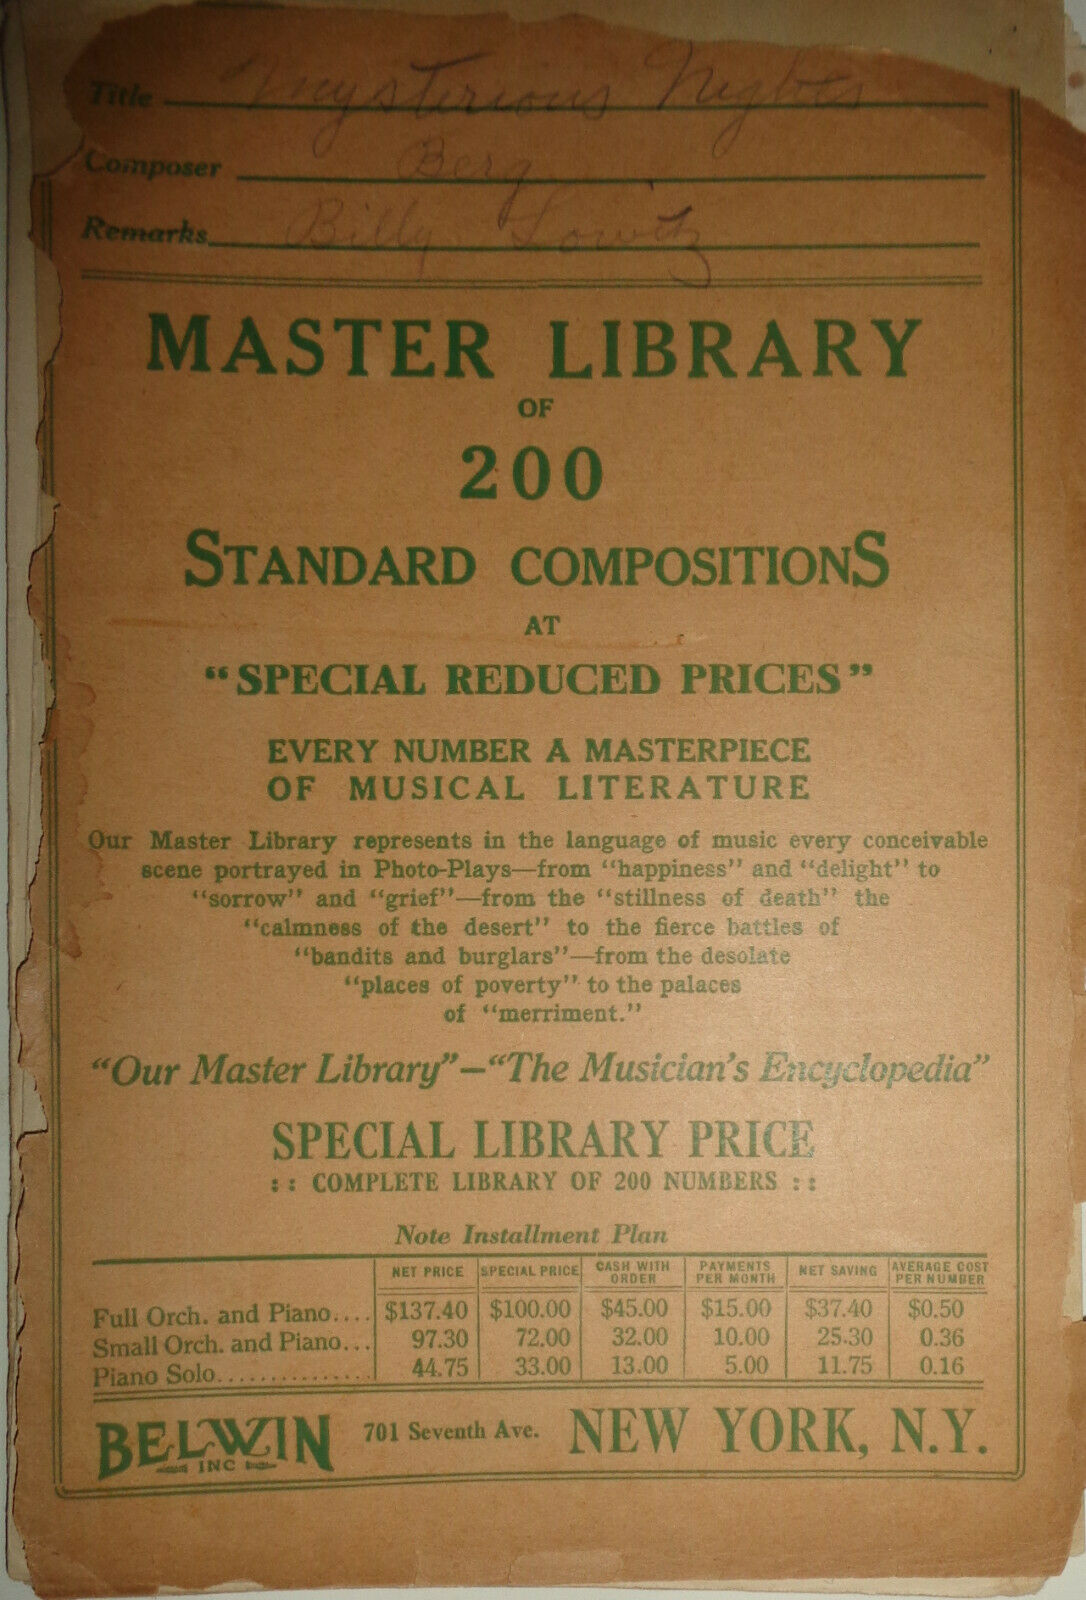 Title Mysterious Nights
Composer Berg
Remarks Billy Lowitz
MASTER LIBRARY
OF
200
STANDARD COMPOSITIONS
AT
"SPECIAL REDUCED PRICES"
EVERY NUMBER A MASTERPIECE
OF MUSICAL LITERATURE
Our Master Library represents in the language of music every conceivable
scene portrayed in Photo-Plays—from "happiness" and "delight" to
"sorrow" and "grief"—from the "stillness of death" the
"calmness of the desert" to the fierce battles of
"bandits and burglars"—from the desolate
"places of poverty" to the palaces
of "merriment."
"Our Master Library"—"The Musician's Encyclopedia"
SPECIAL LIBRARY PRICE
:: COMPLETE LIBRARY OF 200 NUMBERS ::
Note Installment Plan
NET PRICE SPECIAL PRICE CASH WITH ORDER PAYMENTS PER MONTH NET SAVING AVERAGE COST PER NUMBER
Full Orch. and Piano.... $137.40 $100.00 $45.00 $15.00 $37.40 $0.50
Small Orch. and Piano... 97.30 72.00 32.00 10.00 25.30 0.36
Piano Solo............... 44.75 33.00 13.00 5.00 11.75 0.16
BELWIN INC 701 Seventh Ave. NEW YORK, N.Y.